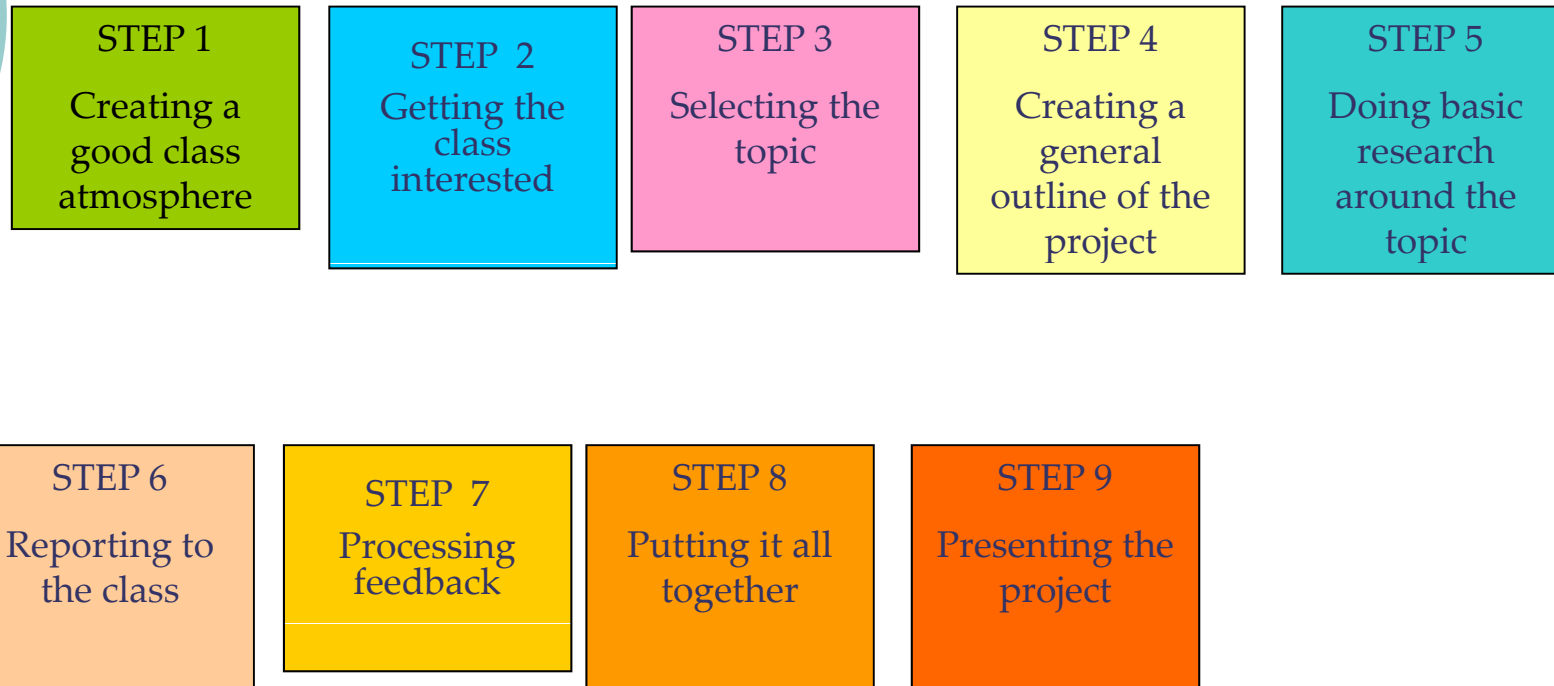 STEP 1
Creating a
good class
atmosphere
STEP 2
Getting the
class
interested
STEP 3
Selecting the
topic
STEP 4
Creating a
general
outline of the
project
STEP 5
Doing basic
research
around the
topic
STEP 6
Reporting to
the class
STEP 7
Processing
feedback
STEP 8
Putting it all
together
STEP 9
Presenting the
project